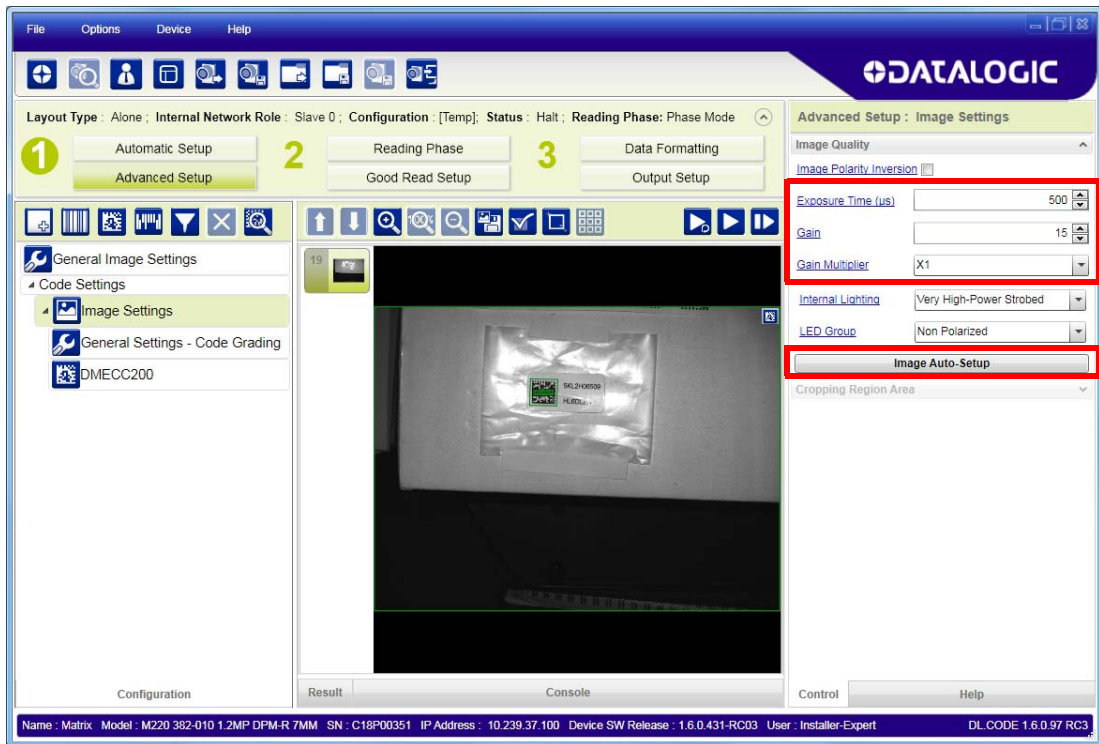 File Options Device Help
DATALOGIC
Layout Type : Alone ; Internal Network Role : Slave 0 ; Configuration : [Temp]; Status : Halt ; Reading Phase: Phase Mode
1 Automatic Setup 2 Reading Phase 3 Data Formatting
Advanced Setup Good Read Setup Output Setup
General Image Settings
Code Settings
Image Settings
General Settings - Code Grading
DMECC200
Configuration
100%
19
5KL2H06509
Result Console
Advanced Setup : Image Settings
Image Quality
Image Polarity Inversion
Exposure Time (µs) 500
Gain 15
Gain Multiplier X1
Internal Lighting Very High-Power Strobed
LED Group Non Polarized
Image Auto-Setup
Cropping Region Area
Control Help
Name : Matrix Model : M220 382-010 1.2MP DPM-R 7MM SN : C18P00351 IP Address : 10.239.37.100 Device SW Release : 1.6.0.431-RC03 User : Installer-Expert DL.CODE 1.6.0.97 RC3